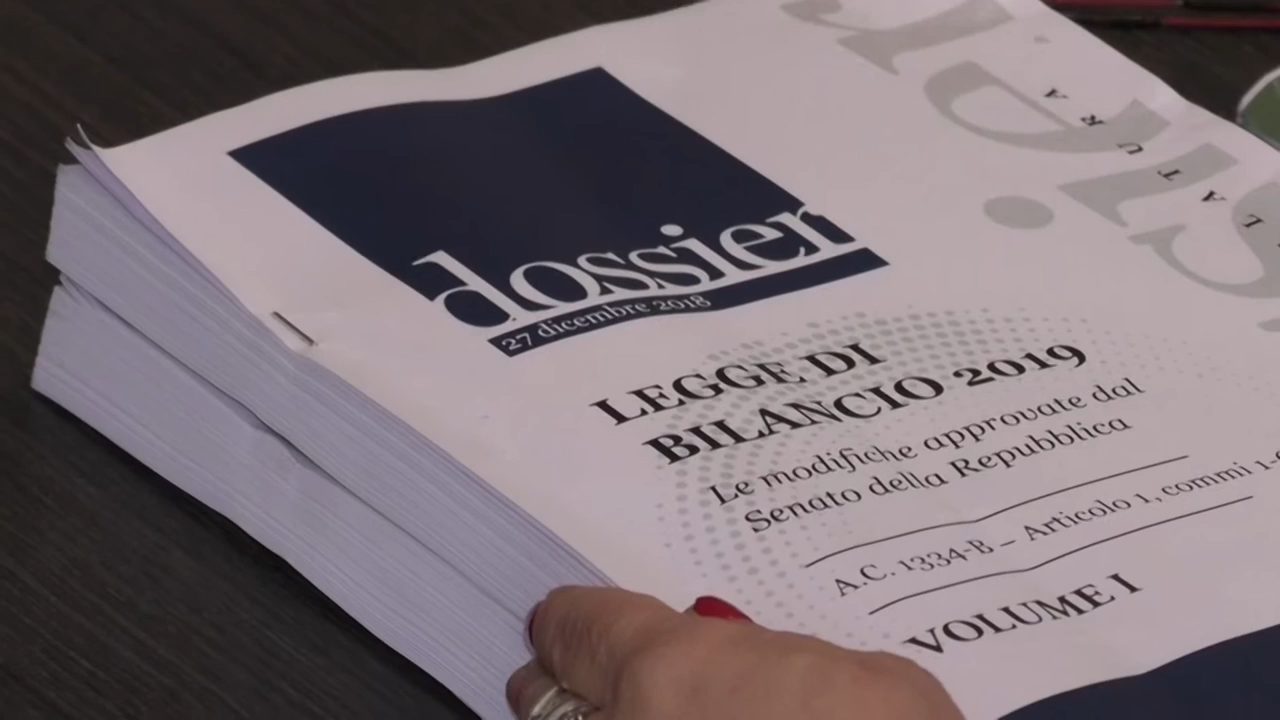 dossier
27 dicembre 2018
LEGGE DI
BILANCIO 2019
Le modifiche approvate dal
Senato della Repubblica
A.C. 1334-B – Articolo 1, commi
VOLUME I